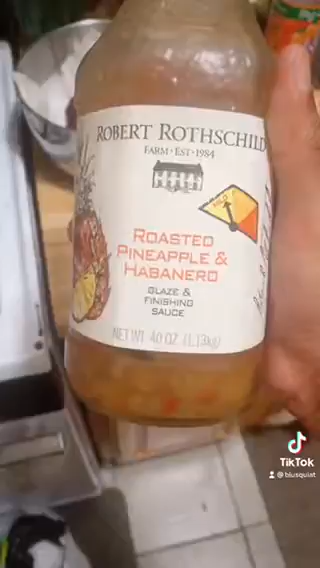 ROBERT ROTHSCHILD
FARM • EST • 1984
MILD
ROASTED
PINEAPPLE &
HABANERO
GLAZE &
FINISHING
SAUCE
NET WT. 40 OZ (1.13kg)
TikTok
@blusquiat